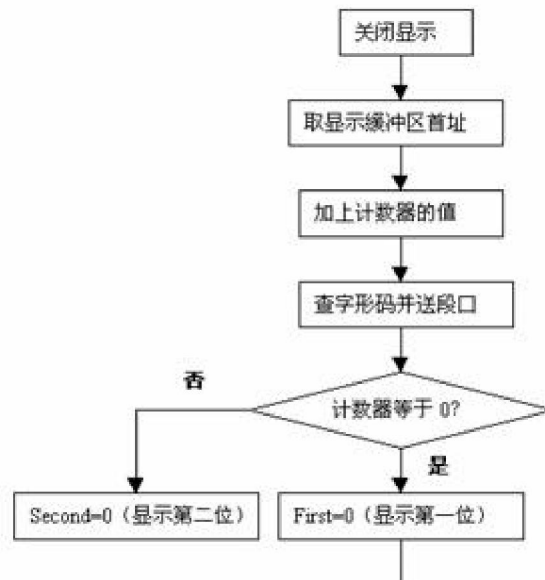 关闭显示
取显示缓冲区首址
加上计数器的值
查字形码并送段口
计数器等于 0?
否
是
Second=0（显示第二位）
First=0（显示第一位）